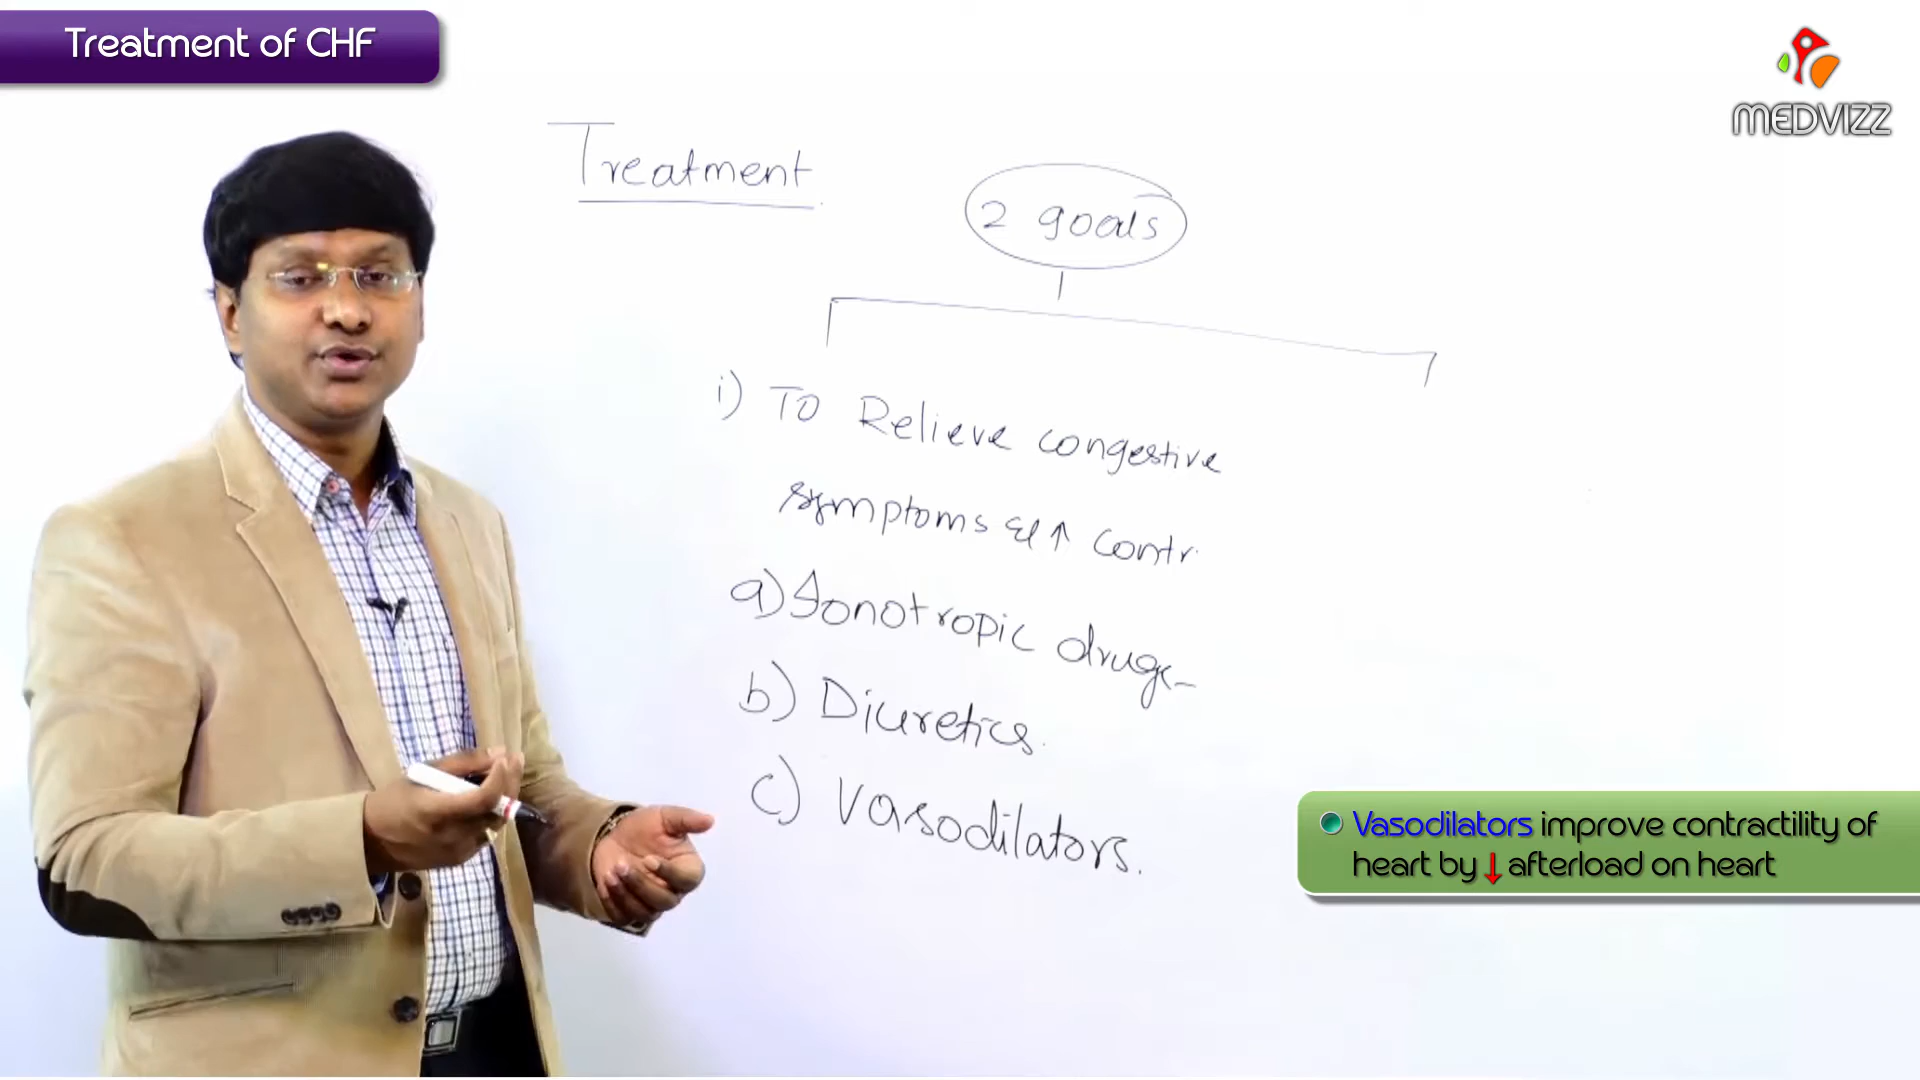 Treatment of CHF
MEDVIZZ
Treatment
2 goals
i) To Relieve congestive
symptoms & ↑ contr.
a) Ionotropic drugs
b) Diuretics.
c) Vasodilators.
Vasodilators improve contractility of
heart by ↓ afterload on heart